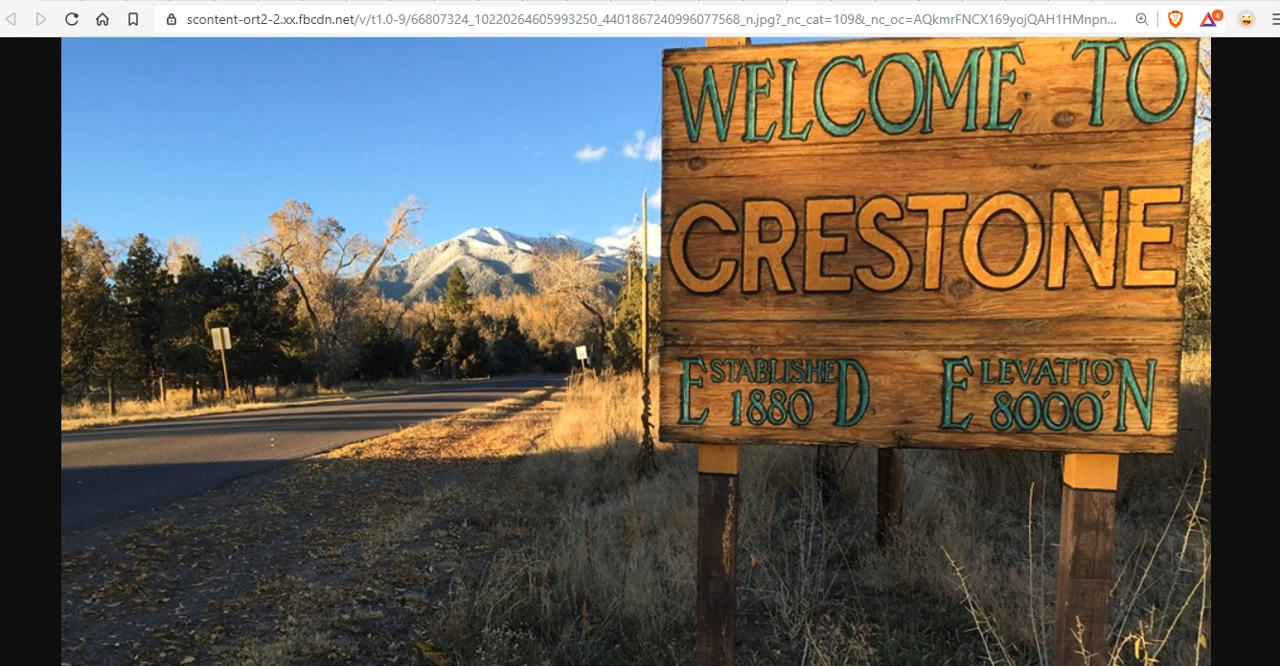 scontent-ort2-2.xx.fbcdn.net/v/t1.0-9/66807324_10220264605993250_4401867240996077568_n.jpg?_nc_cat=109&_nc_oc=AQkmrFNCX169yojQAH1HMnpn...
4
WELCOME TO
CRESTONE
ESTABLISHED ELEVATION
1880 8000'